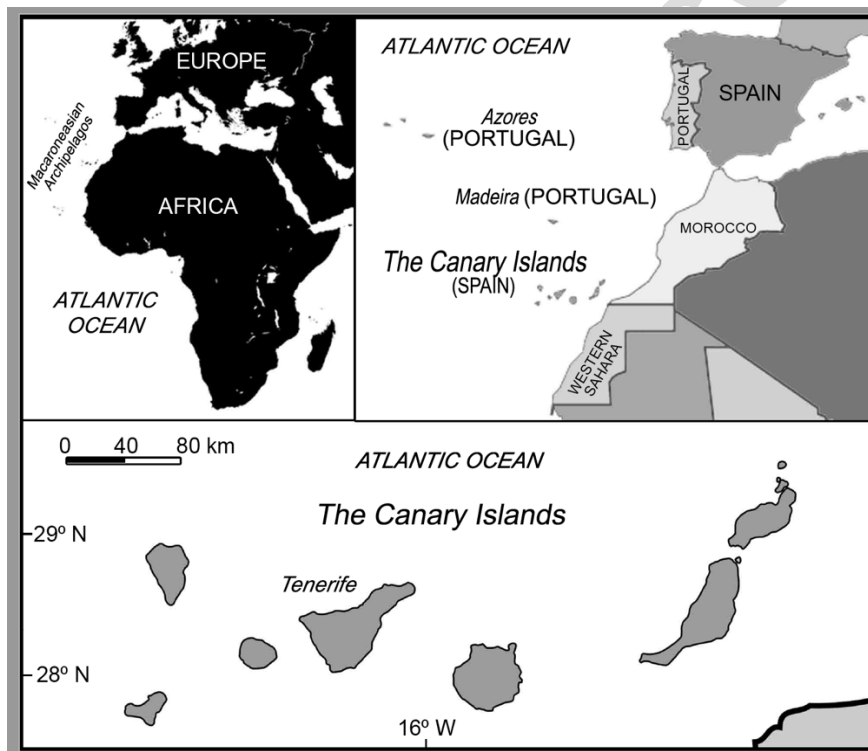 EUROPE
Macaroneasian
Archipelagos
AFRICA
ATLANTIC
OCEAN
ATLANTIC OCEAN
SPAIN
PORTUGAL
Azores
(PORTUGAL)
Madeira (PORTUGAL)
MOROCCO
The Canary Islands
(SPAIN)
WESTERN
SAHARA
0 40 80 km
ATLANTIC OCEAN
The Canary Islands
29º N
Tenerife
28º N
16º W